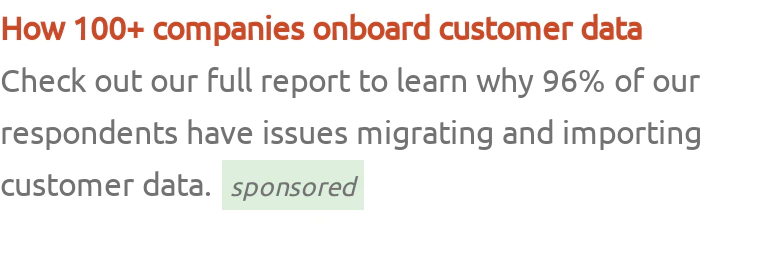 How 100+ companies onboard customer data
Check out our full report to learn why 96% of our
respondents have issues migrating and importing
customer data. sponsored